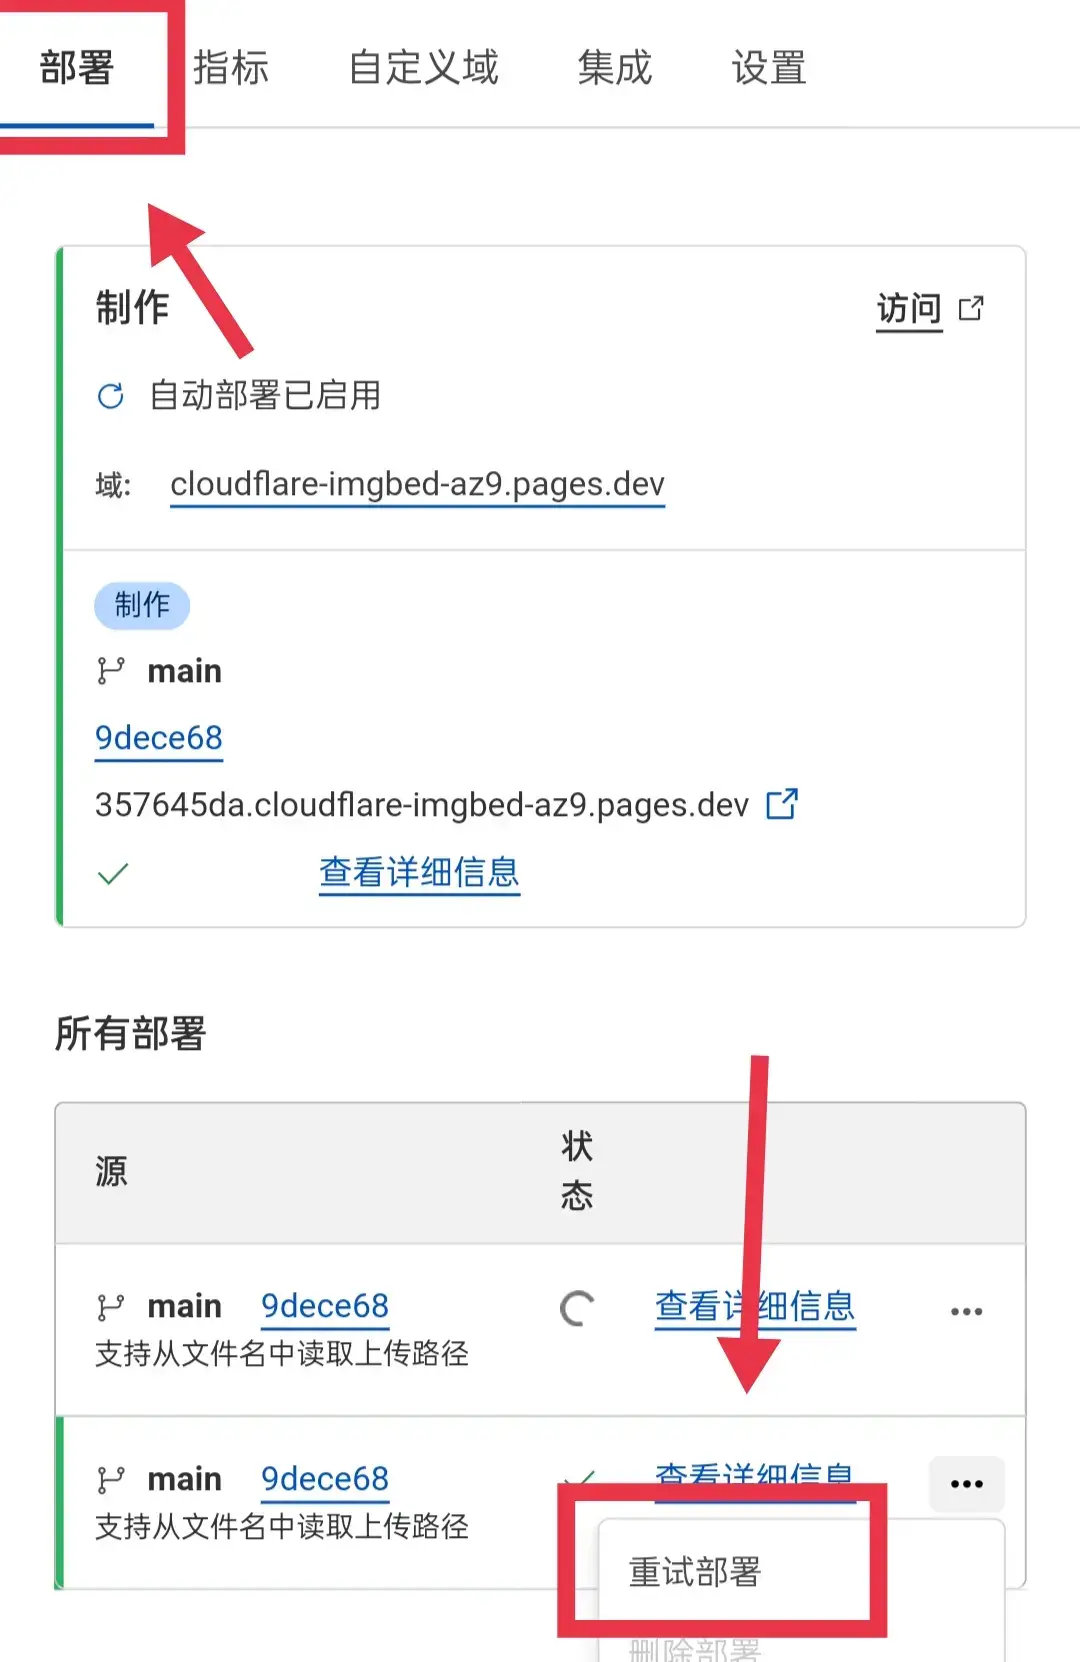 部署 指标 自定义域 集成 设置
制作 访问
自动部署已启用
域: cloudflare-imgbed-az9.pages.dev
制作
main
9dece68
357645da.cloudflare-imgbed-az9.pages.dev
查看详细信息
所有部署
源 状态
main 9dece68 查看详细信息 •••
支持从文件名中读取上传路径
main 9dece68 查看详细信息 •••
支持从文件名中读取上传路径
重试部署
删除部署